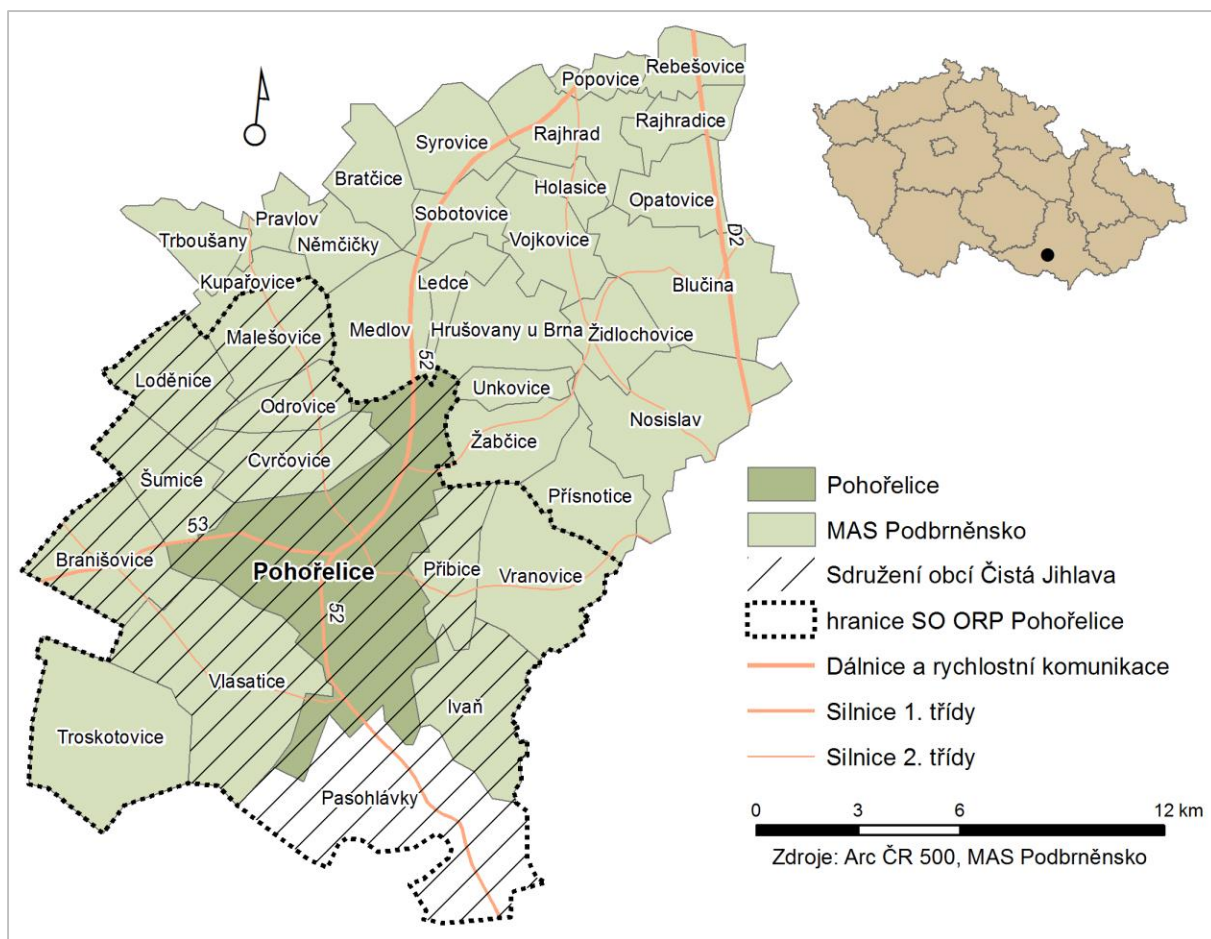 Rebešovice
Popovice
Rajhradice
Rajhrad
Syrovice
Bratčice
Holasice
Opatovice
Sobotovice
Pravlov
Vojkovice
D2
Trboušany
Němčičky
Kupařovice
Ledce
Blučina
Malešovice
Medlov
Hrušovany u Brna
Židlochovice
52
Loděnice
Unkovice
Odrovice
Nosislav
Žabčice
Cvrčovice
Šumice
Přísnotice
53
Branišovice
Pohořelice
Přibice
Vranovice
52
Vlasatice
Ivaň
Troskotovice
Pasohlávky
Pohořelice
MAS Podbrněnsko
Sdružení obcí Čistá Jihlava
hranice SO ORP Pohořelice
Dálnice a rychlostní komunikace
Silnice 1. třídy
Silnice 2. třídy
0 3 6 12 km
Zdroje: Arc ČR 500, MAS Podbrněnsko